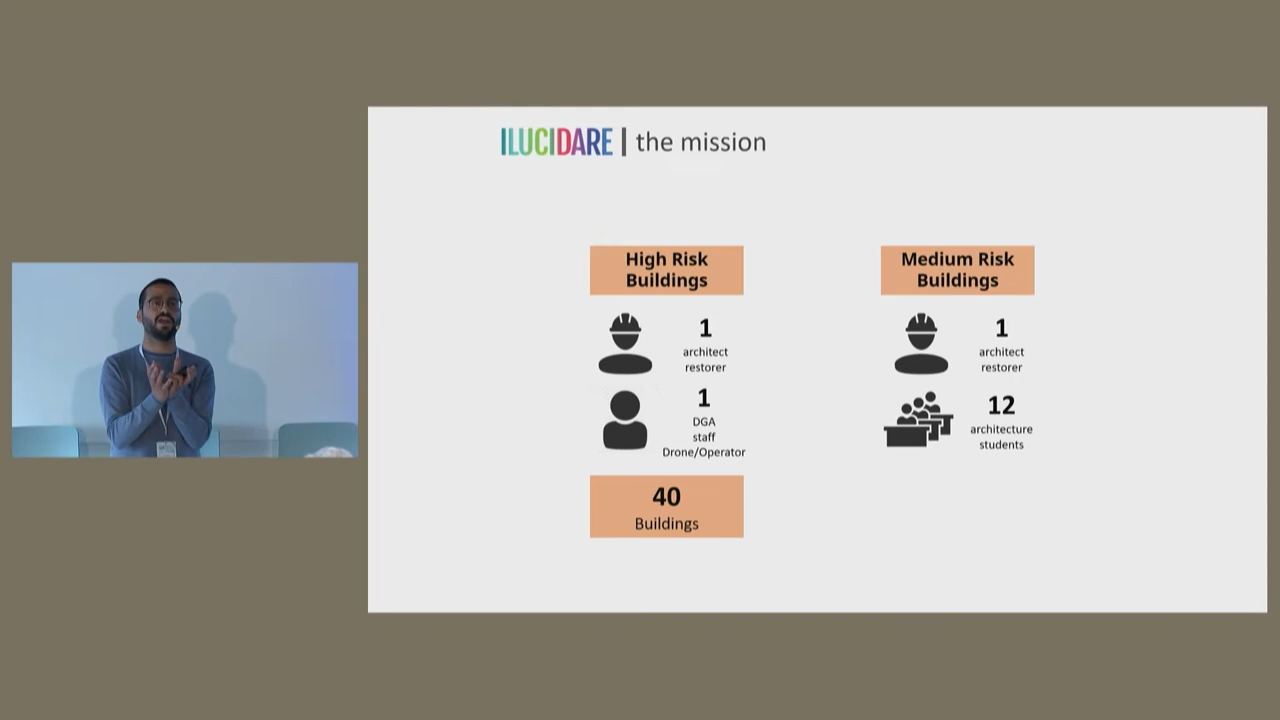 ILUCIDARE | the mission
High Risk
Buildings
1
architect
restorer
1
DGA
staff
Drone/Operator
40
Buildings
Medium Risk
Buildings
1
architect
restorer
12
architecture
students